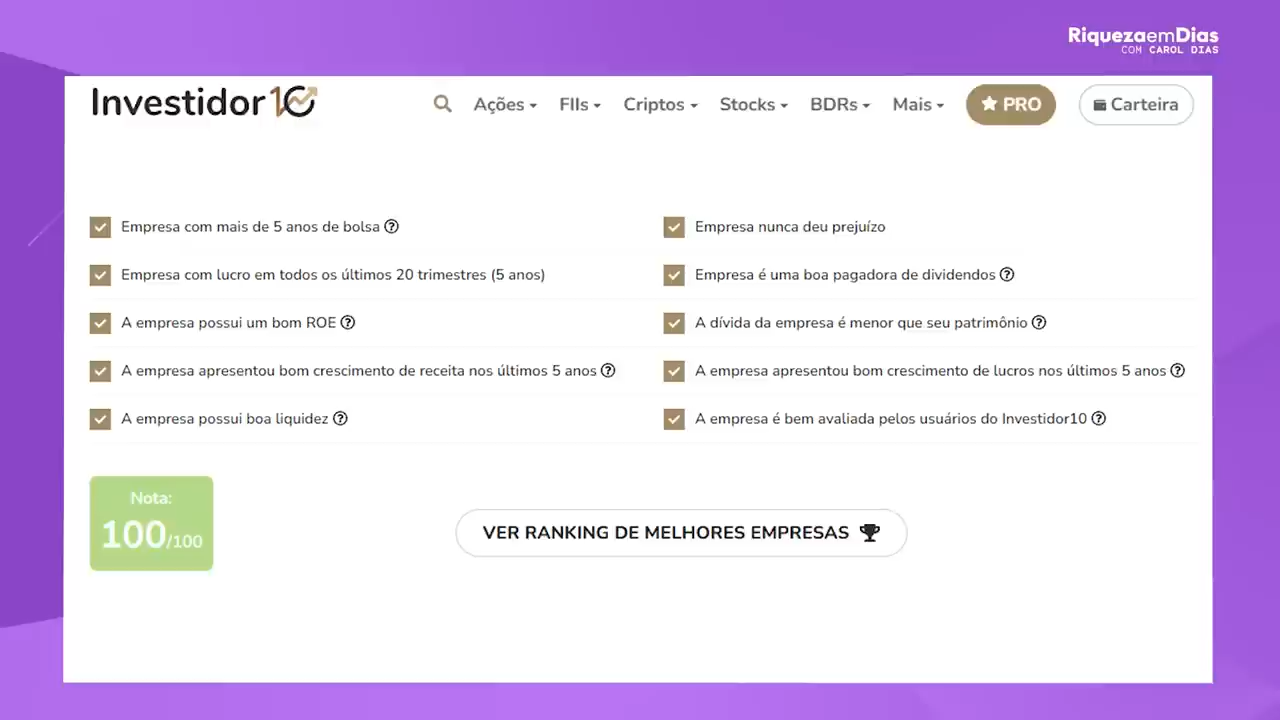 RiquezaemDias
COM CAROL DIAS
Investidor 10
Ações
FIIs
Criptos
Stocks
BDRs
Mais
PRO
Carteira
Empresa com mais de 5 anos de bolsa
Empresa nunca deu prejuízo
Empresa com lucro em todos os últimos 20 trimestres (5 anos)
Empresa é uma boa pagadora de dividendos
A empresa possui um bom ROE
A dívida da empresa é menor que seu patrimônio
A empresa apresentou bom crescimento de receita nos últimos 5 anos
A empresa apresentou bom crescimento de lucros nos últimos 5 anos
A empresa possui boa liquidez
A empresa é bem avaliada pelos usuários do Investidor10
Nota:
100/100
VER RANKING DE MELHORES EMPRESAS